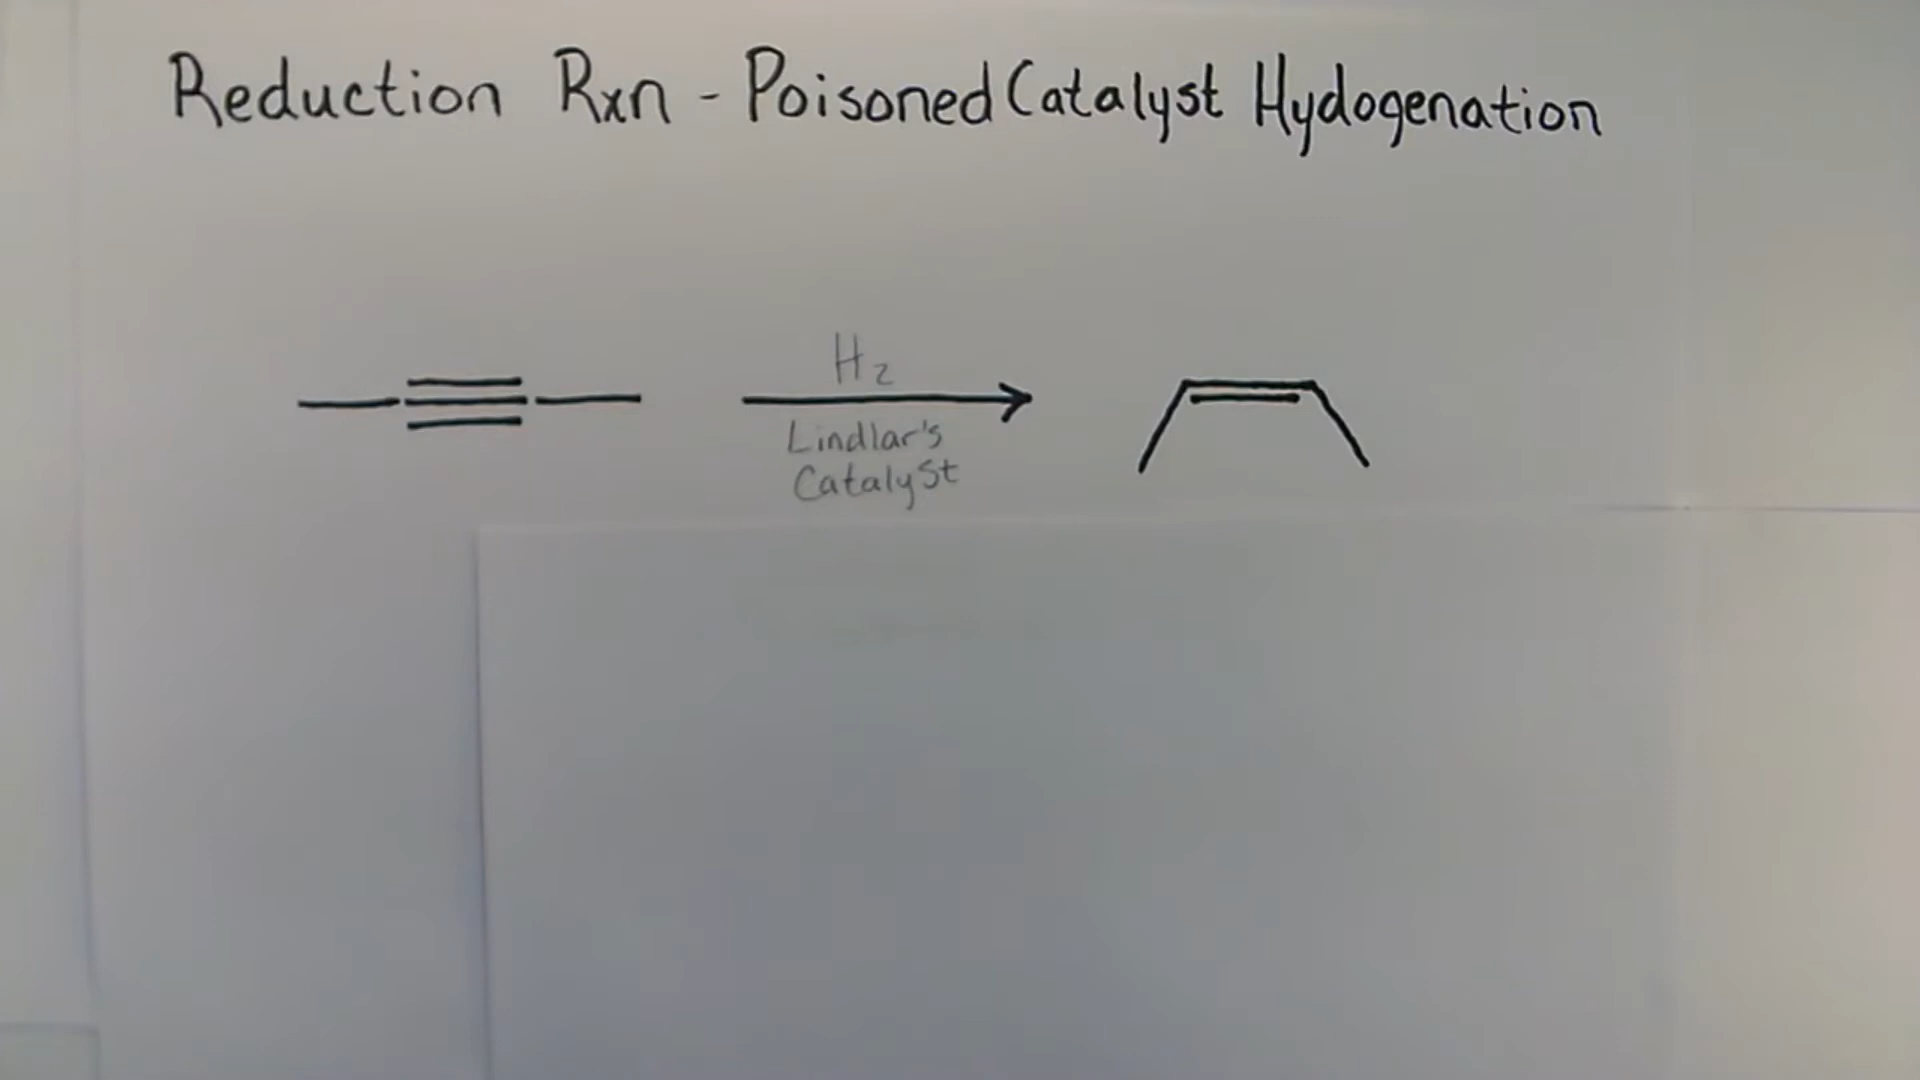 Reduction Rxn - Poisoned Catalyst Hydogenation
H2
Lindlar's
Catalyst